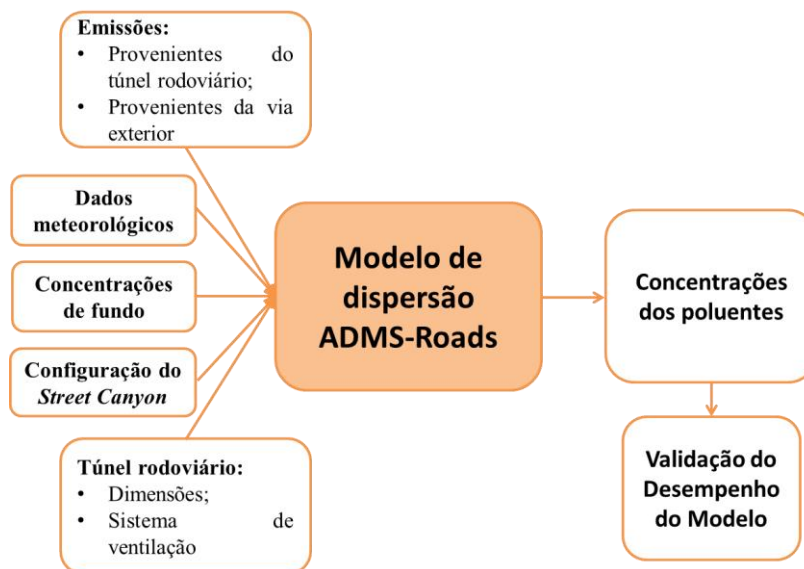 Emissões:
• Provenientes do
túnel rodoviário;
• Provenientes da via
exterior
Dados
meteorológicos
Concentrações
de fundo
Configuração do
Street Canyon
Túnel rodoviário:
• Dimensões;
• Sistema de
ventilação
Modelo de
dispersão
ADMS-Roads
Concentrações
dos poluentes
Validação do
Desempenho
do Modelo